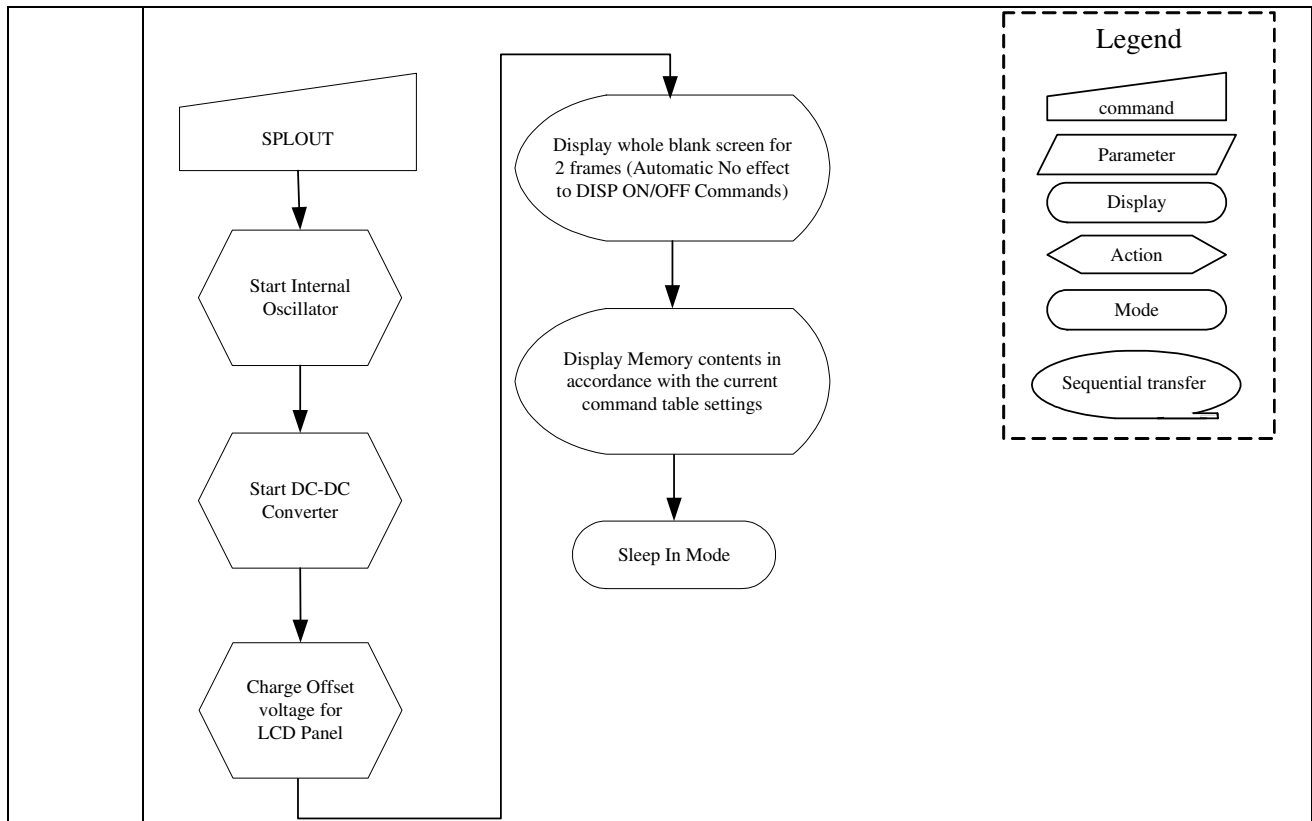 SPLOUT
Start Internal
Oscillator
Start DC-DC
Converter
Charge Offset
voltage for
LCD Panel
Display whole blank screen for
2 frames (Automatic No effect
to DISP ON/OFF Commands)
Display Memory contents in
accordance with the current
command table settings
Sleep In Mode
Legend
command
Parameter
Display
Action
Mode
Sequential transfer